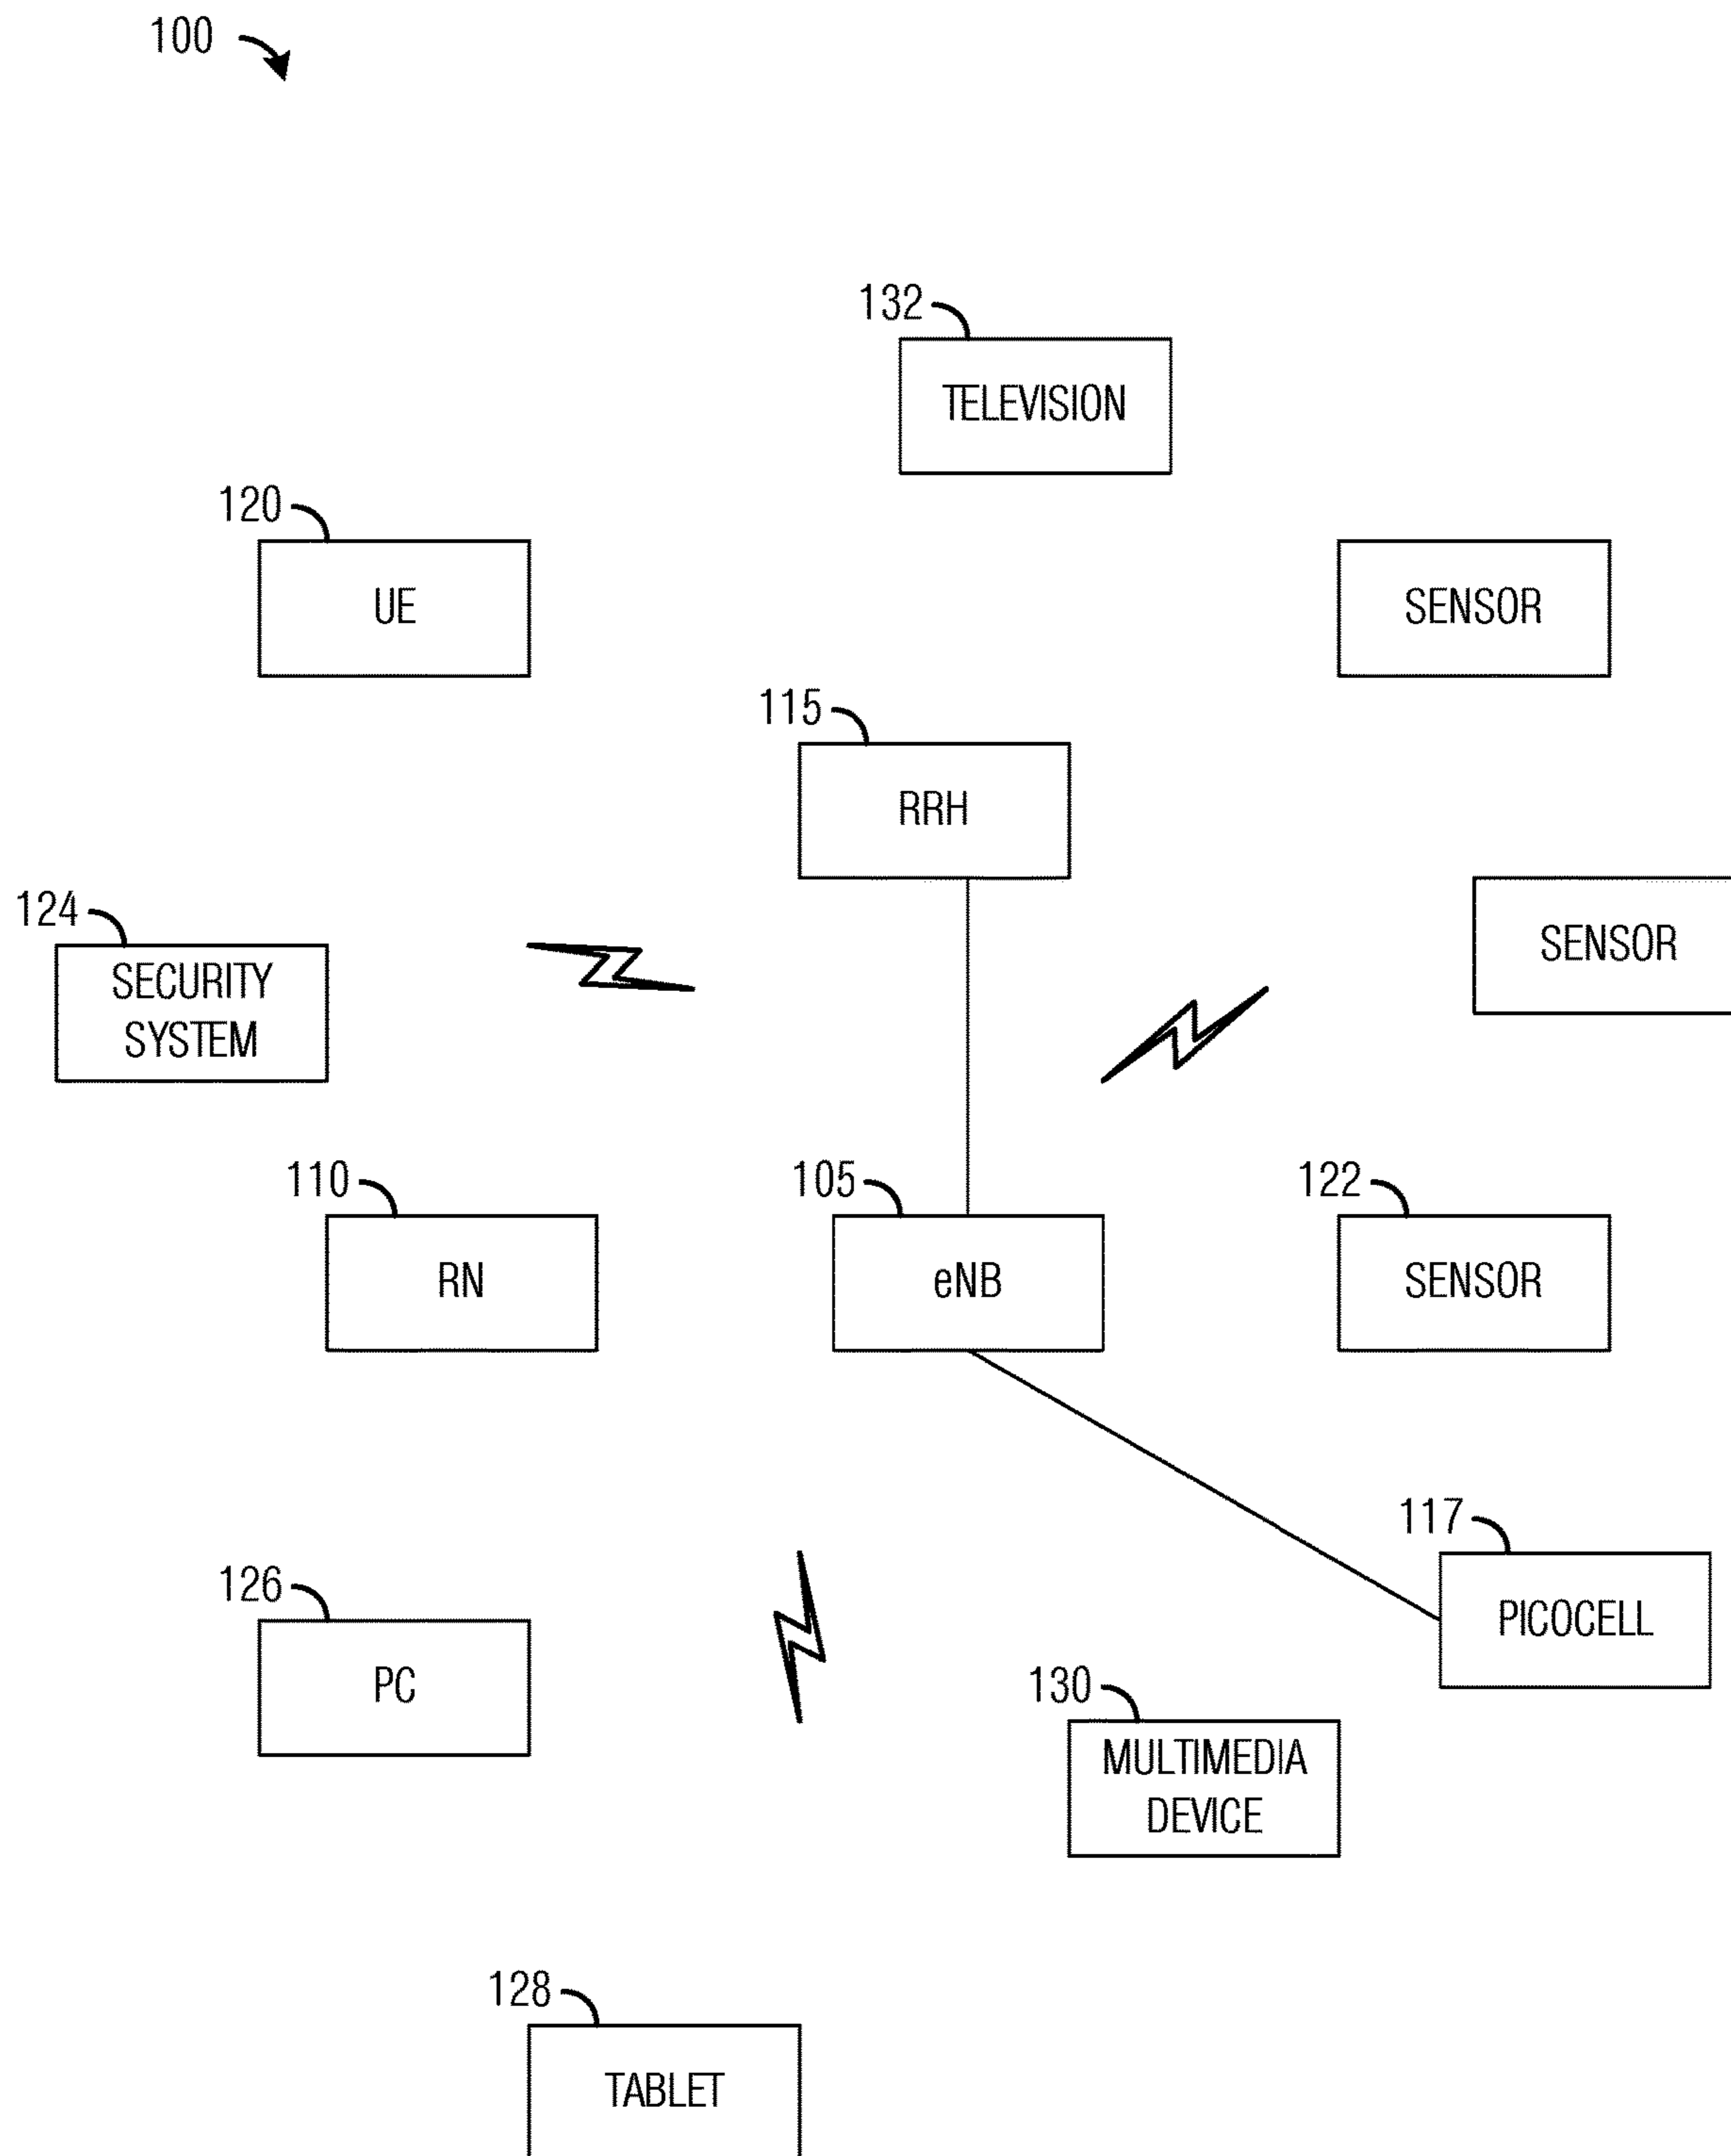 100
132
TELEVISION
120
UE
SENSOR
115
RRH
124
SECURITY
SYSTEM
SENSOR
110
RN
105
eNB
122
SENSOR
117
PICOCELL
126
PC
130
MULTIMEDIA
DEVICE
128
TABLET